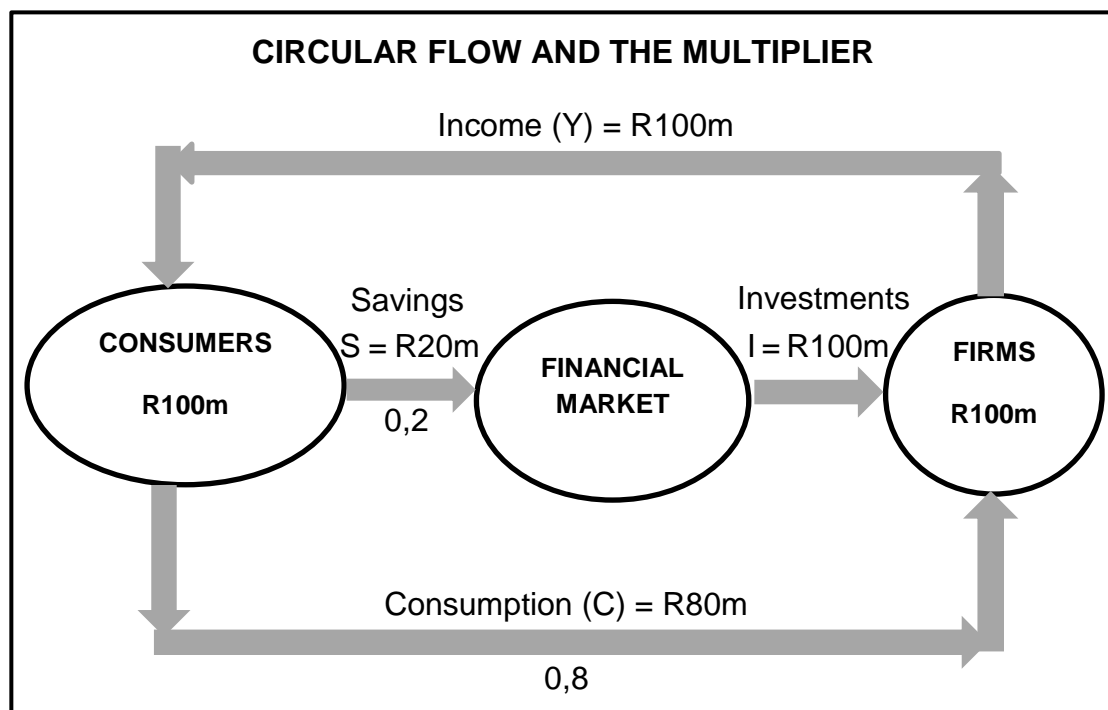 CIRCULAR FLOW AND THE MULTIPLIER
Income (Y) = R100m
CONSUMERS
R100m
Savings
S = R20m
0,2
FINANCIAL
MARKET
Investments
I = R100m
FIRMS
R100m
Consumption (C) = R80m
0,8